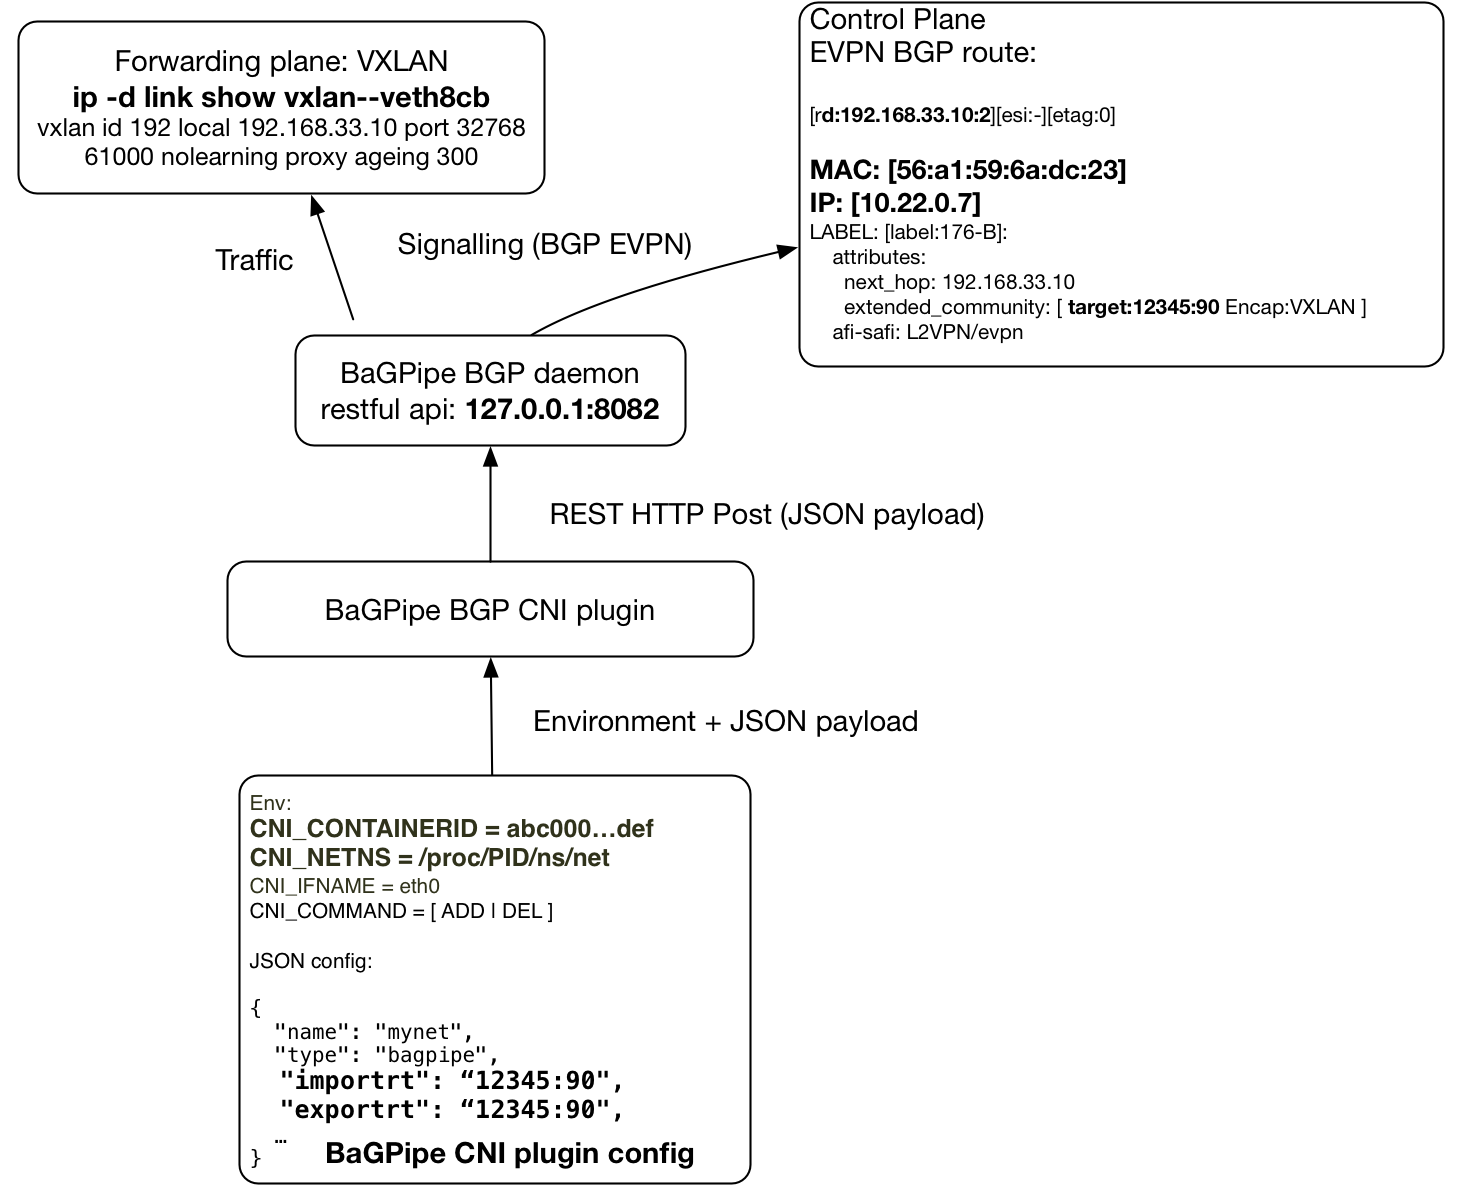 Forwarding plane: VXLAN
ip -d link show vxlan--veth8cb
vxlan id 192 local 192.168.33.10 port 32768
61000 nolearning proxy ageing 300
Control Plane
EVPN BGP route:
[rd:192.168.33.10:2][esi:-][etag:0]
MAC: [56:a1:59:6a:dc:23]
IP: [10.22.0.7]
LABEL: [label:176-B]:
attributes:
next_hop: 192.168.33.10
extended_community: [ target:12345:90 Encap:VXLAN ]
afi-safi: L2VPN/evpn
Traffic
Signalling (BGP EVPN)
BaGPipe BGP daemon
restful api: 127.0.0.1:8082
REST HTTP Post (JSON payload)
BaGPipe BGP CNI plugin
Environment + JSON payload
Env:
CNI_CONTAINERID = abc000…def
CNI_NETNS = /proc/PID/ns/net
CNI_IFNAME = eth0
CNI_COMMAND = [ ADD | DEL ]
JSON config:
{
"name": "mynet",
"type": "bagpipe",
"importrt": “12345:90",
"exportrt": “12345:90",
…
}
BaGPipe CNI plugin config